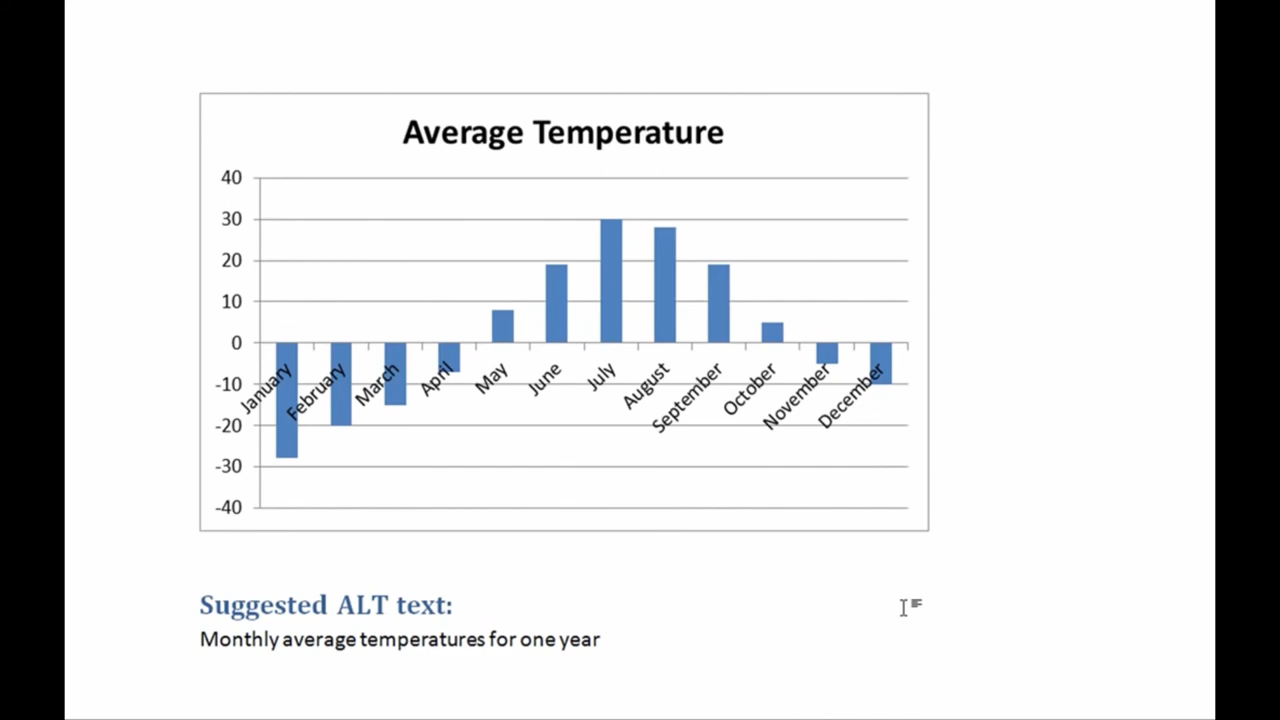 Average Temperature
40
30
20
10
0
-10
-20
-30
-40
January
February
March
April
May
June
July
August
September
October
November
December
Suggested ALT text:
Monthly average temperatures for one year